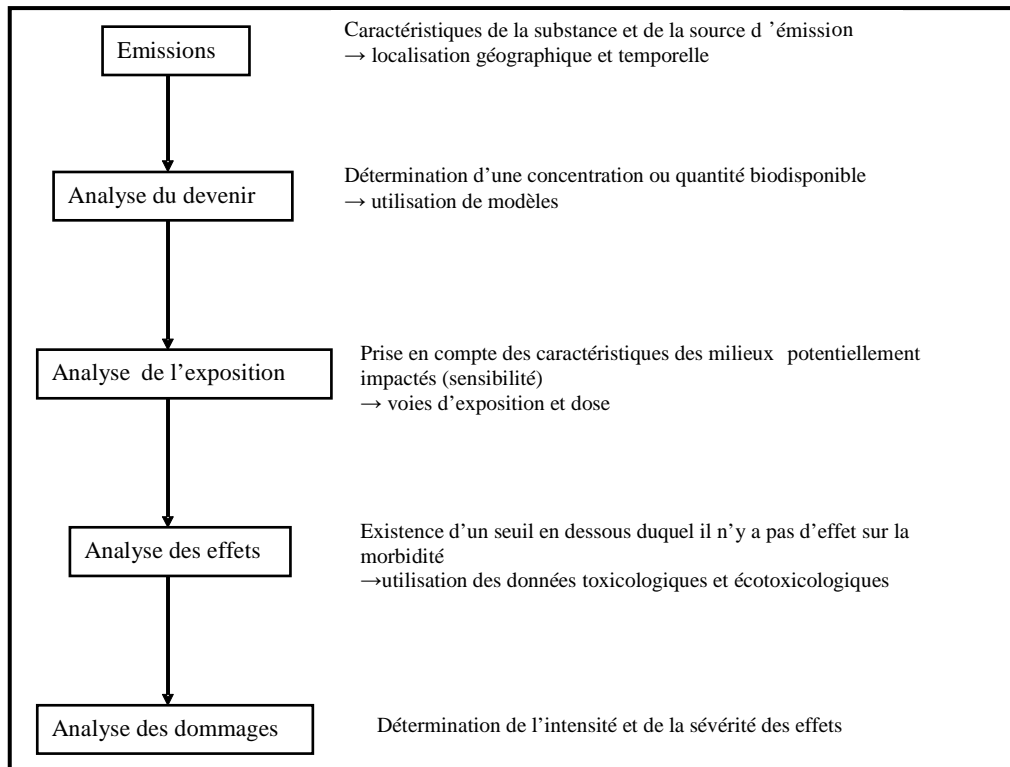 Emissions
Caractéristiques de la substance et de la source d ’émission
→ localisation géographique et temporelle
Analyse du devenir
Détermination d’une concentration ou quantité biodisponible
→ utilisation de modèles
Analyse de l’exposition
Prise en compte des caractéristiques des milieux potentiellement
impactés (sensibilité)
→ voies d’exposition et dose
Analyse des effets
Existence d’un seuil en dessous duquel il n’y a pas d’effet sur la
morbidité
→utilisation des données toxicologiques et écotoxicologiques
Analyse des dommages
Détermination de l’intensité et de la sévérité des effets